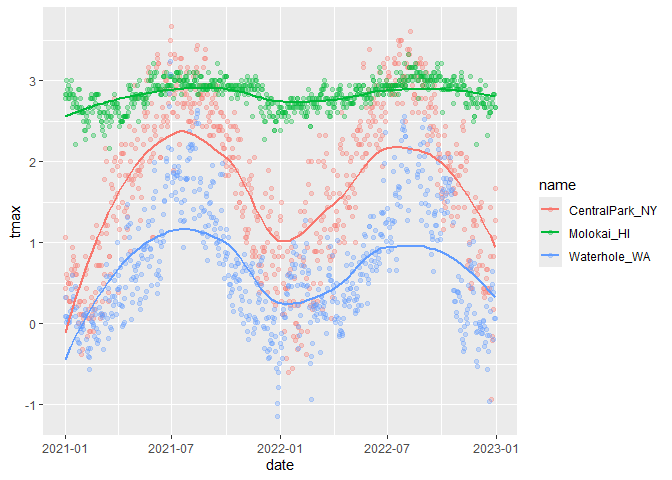 3
2
1
0
-1
tmax
2021-01
2021-07
2022-01
2022-07
2023-01
date
name
CentralPark_NY
Molokai_HI
Waterhole_WA